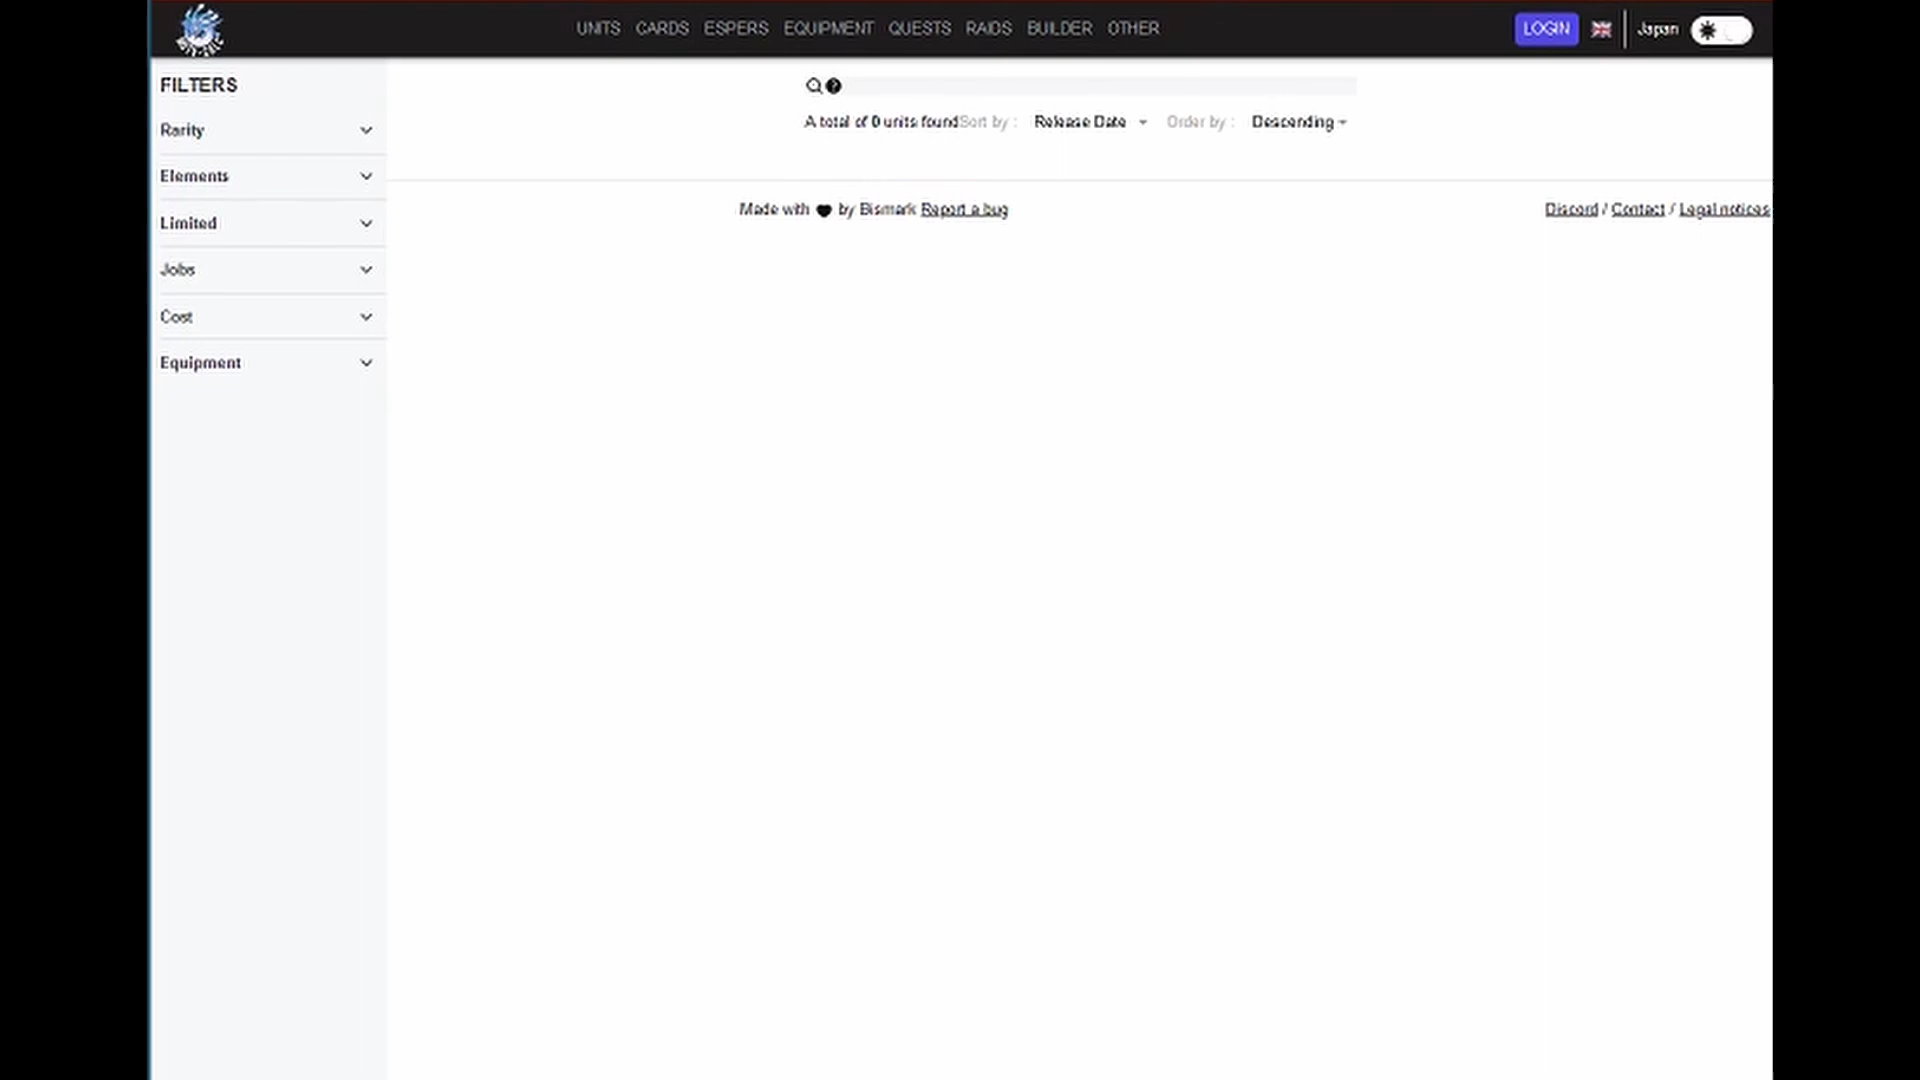 UNITS CARDS ESPERS EQUIPMENT QUESTS RAIDS BUILDER OTHER LOGIN Japan
FILTERS
Rarity
Elements
Limited
Jobs
Cost
Equipment
A total of 0 units found Sort by : Release Date Order by : Descending
Made with by Bismark Report a bug
Discord / Contact / Legal notices